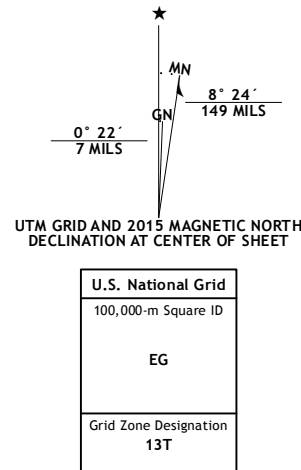 MN
GN
8° 24´
149 MILS
0° 22´
7 MILS
UTM GRID AND 2015 MAGNETIC NORTH
DECLINATION AT CENTER OF SHEET
U.S. National Grid
100,000-m Square ID
EG
Grid Zone Designation
13T